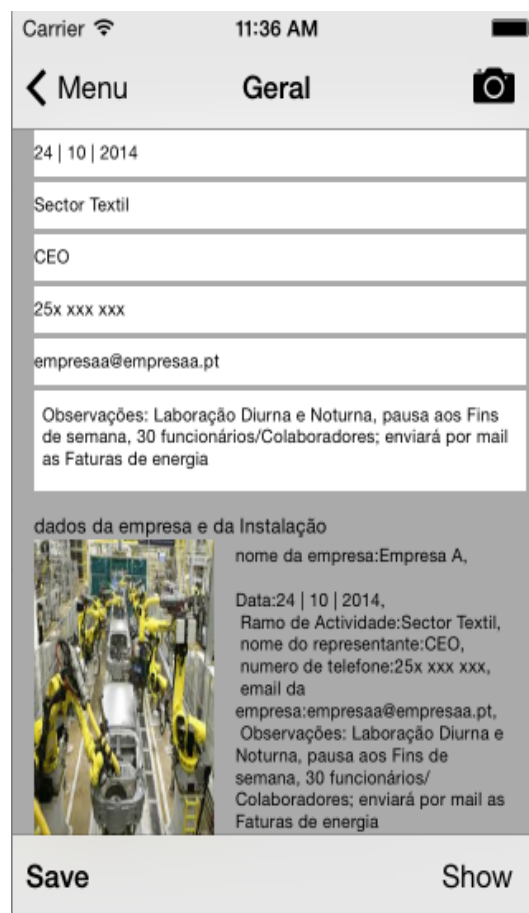 Carrier 11:36 AM
Menu Geral
24 | 10 | 2014
Sector Textil
CEO
25x xxx xxx
empresaa@empresaa.pt
Observações: Laboração Diurna e Noturna, pausa aos Fins
de semana, 30 funcionários/Colaboradores; enviará por mail
as Faturas de energia
dados da empresa e da Instalação
nome da empresa:Empresa A,
Data:24 | 10 | 2014,
Ramo de Actividade:Sector Textil,
nome do representante:CEO,
numero de telefone:25x xxx xxx,
email da
empresa:empresaa@empresaa.pt,
Observações: Laboração Diurna e
Noturna, pausa aos Fins de
semana, 30 funcionários/
Colaboradores; enviará por mail as
Faturas de energia
Save Show